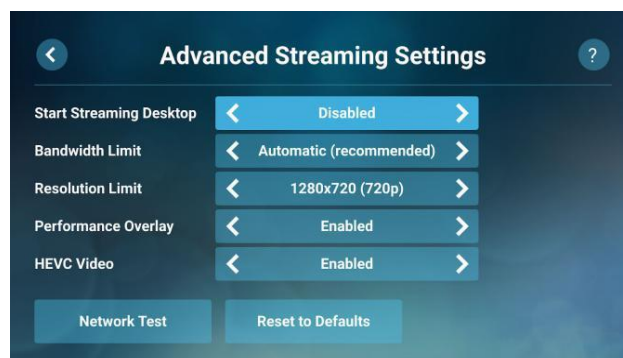 Advanced Streaming Settings
?
Start Streaming Desktop Disabled
Bandwidth Limit Automatic (recommended)
Resolution Limit 1280x720 (720p)
Performance Overlay Enabled
HEVC Video Enabled
Network Test Reset to Defaults